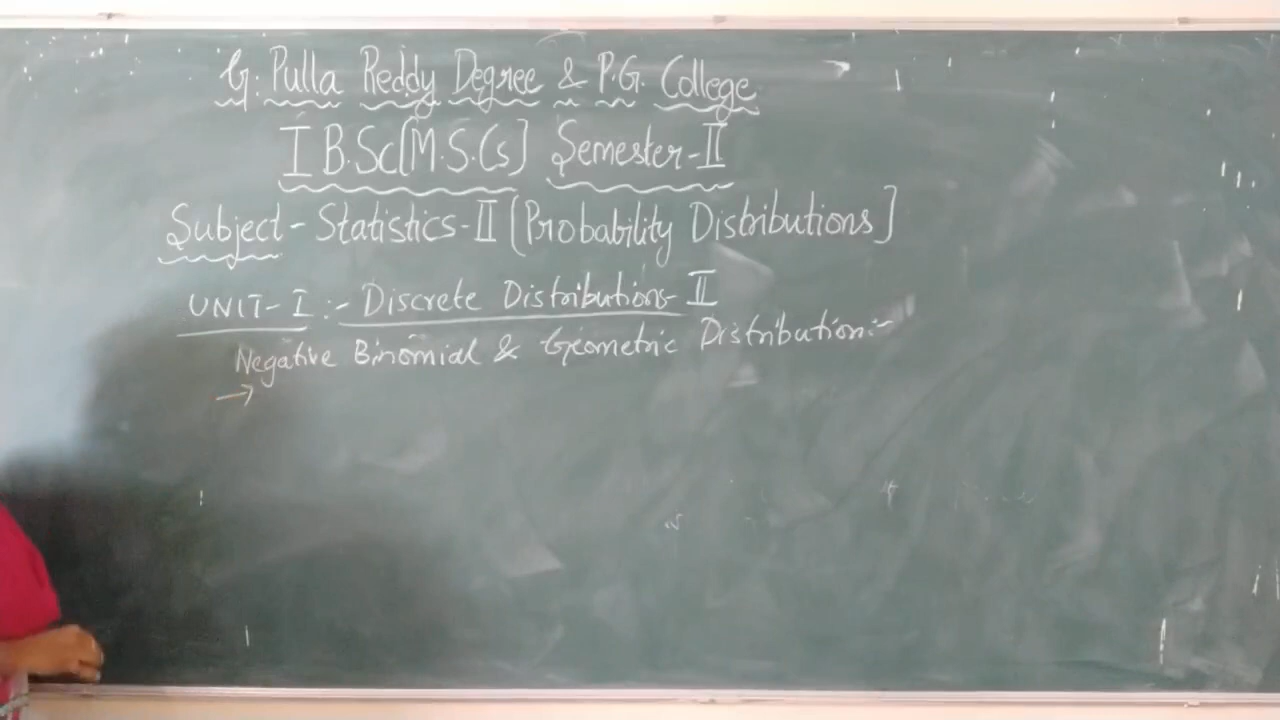 G. Pulla Reddy Degree & P.G. College
I B.Sc[M.S.Cs] Semester-II
Subject - Statistics-II [Probability Distributions]
UNIT-I :- Discrete Distributions-II
Negative Binomial & Geometric Distribution:-
→